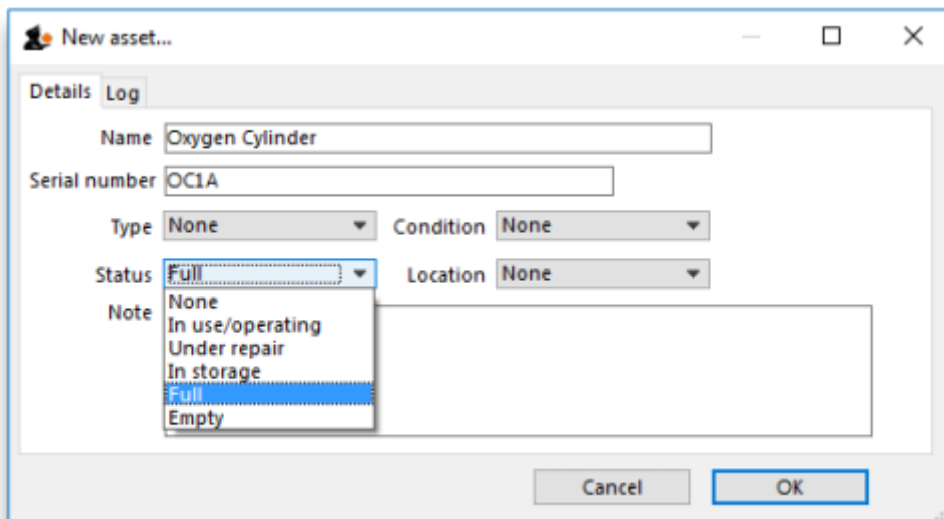 New asset...
Details Log
Name Oxygen Cylinder
Serial number OC1A
Type None Condition None
Status Full Location None
Note
None
In use/operating
Under repair
In storage
Full
Empty
Cancel OK